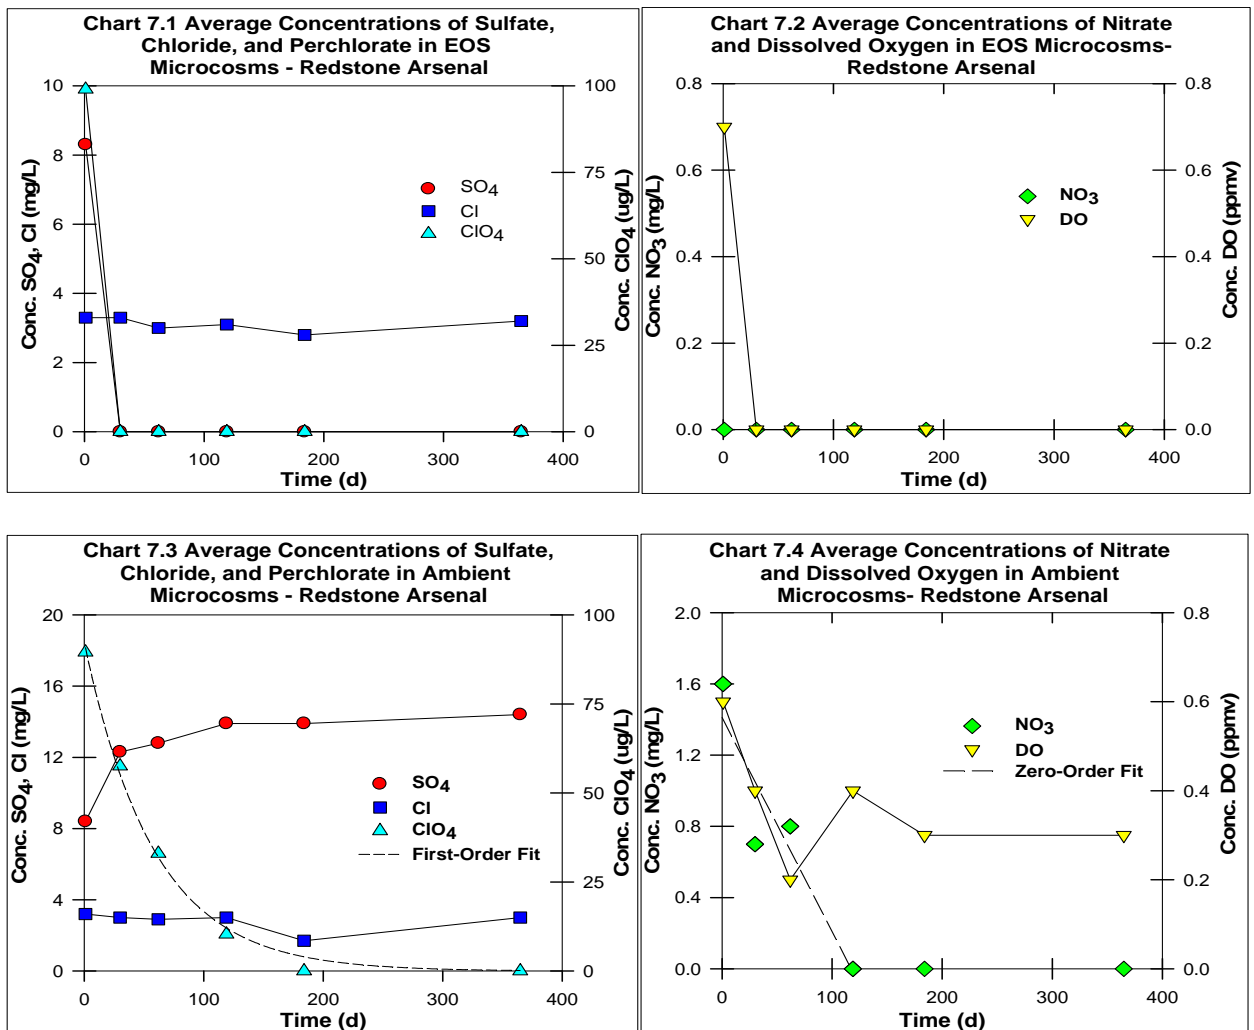 Chart 7.1 Average Concentrations of Sulfate,
Chloride, and Perchlorate in EOS
Microcosms - Redstone Arsenal
10
8
6
4
2
0
Conc. SO4, Cl (mg/L)
100
75
50
25
0
Conc. ClO4 (ug/L)
SO4
Cl
ClO4
0 100 200 300 400
Time (d)
Chart 7.2 Average Concentrations of Nitrate
and Dissolved Oxygen in EOS Microcosms-
Redstone Arsenal
0.8
0.6
0.4
0.2
0.0
Conc. NO3 (mg/L)
0.8
0.6
0.4
0.2
0.0
Conc. DO (ppmv)
NO3
DO
0 100 200 300 400
Time (d)
Chart 7.3 Average Concentrations of Sulfate,
Chloride, and Perchlorate in Ambient
Microcosms - Redstone Arsenal
20
16
12
8
4
0
Conc. SO4, Cl (mg/L)
100
75
50
25
0
Conc. ClO4 (ug/L)
SO4
Cl
ClO4
First-Order Fit
0 100 200 300 400
Time (d)
Chart 7.4 Average Concentrations of Nitrate
and Dissolved Oxygen in Ambient
Microcosms- Redstone Arsenal
2.0
1.6
1.2
0.8
0.4
0.0
Conc. NO3 (mg/L)
0.8
0.6
0.4
0.2
0.0
Conc. DO (ppmv)
NO3
DO
Zero-Order Fit
0 100 200 300 400
Time (d)